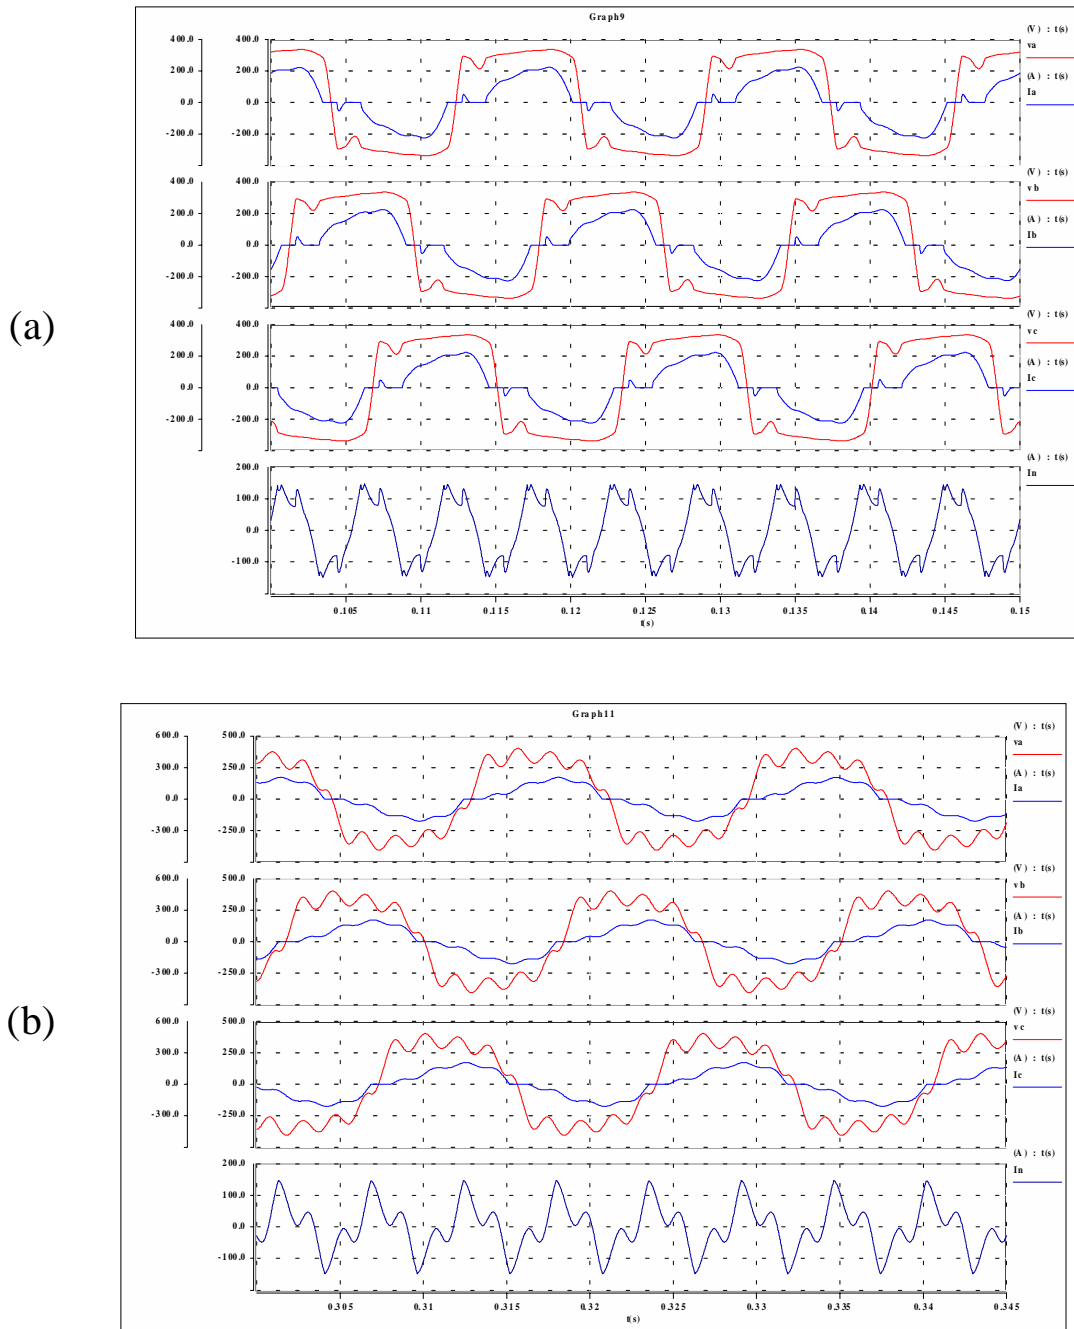 Graph9
(V) : t(s)
va
(A) : t(s)
Ia
400.0 400.0
200.0 200.0
0.0 0.0
-200.0 -200.0
(V) : t(s)
vb
(A) : t(s)
Ib
400.0 400.0
200.0 200.0
0.0 0.0
-200.0 -200.0
(a)
(V) : t(s)
vc
(A) : t(s)
Ic
400.0 400.0
200.0 200.0
0.0 0.0
-200.0 -200.0
(A) : t(s)
In
200.0
100.0
0.0
-100.0
0.105 0.11 0.115 0.12 0.125 0.13 0.135 0.14 0.145 0.15
t(s)
Graph11
(V) : t(s)
va
(A) : t(s)
Ia
600.0 500.0
300.0 250.0
0.0 0.0
-300.0 -250.0
(V) : t(s)
vb
(A) : t(s)
Ib
600.0 500.0
300.0 250.0
0.0 0.0
-300.0 -250.0
(b)
(V) : t(s)
vc
(A) : t(s)
Ic
600.0 500.0
300.0 250.0
0.0 0.0
-300.0 -250.0
(A) : t(s)
In
200.0
100.0
0.0
-100.0
0.305 0.31 0.315 0.32 0.325 0.33 0.335 0.34 0.345
t(s)